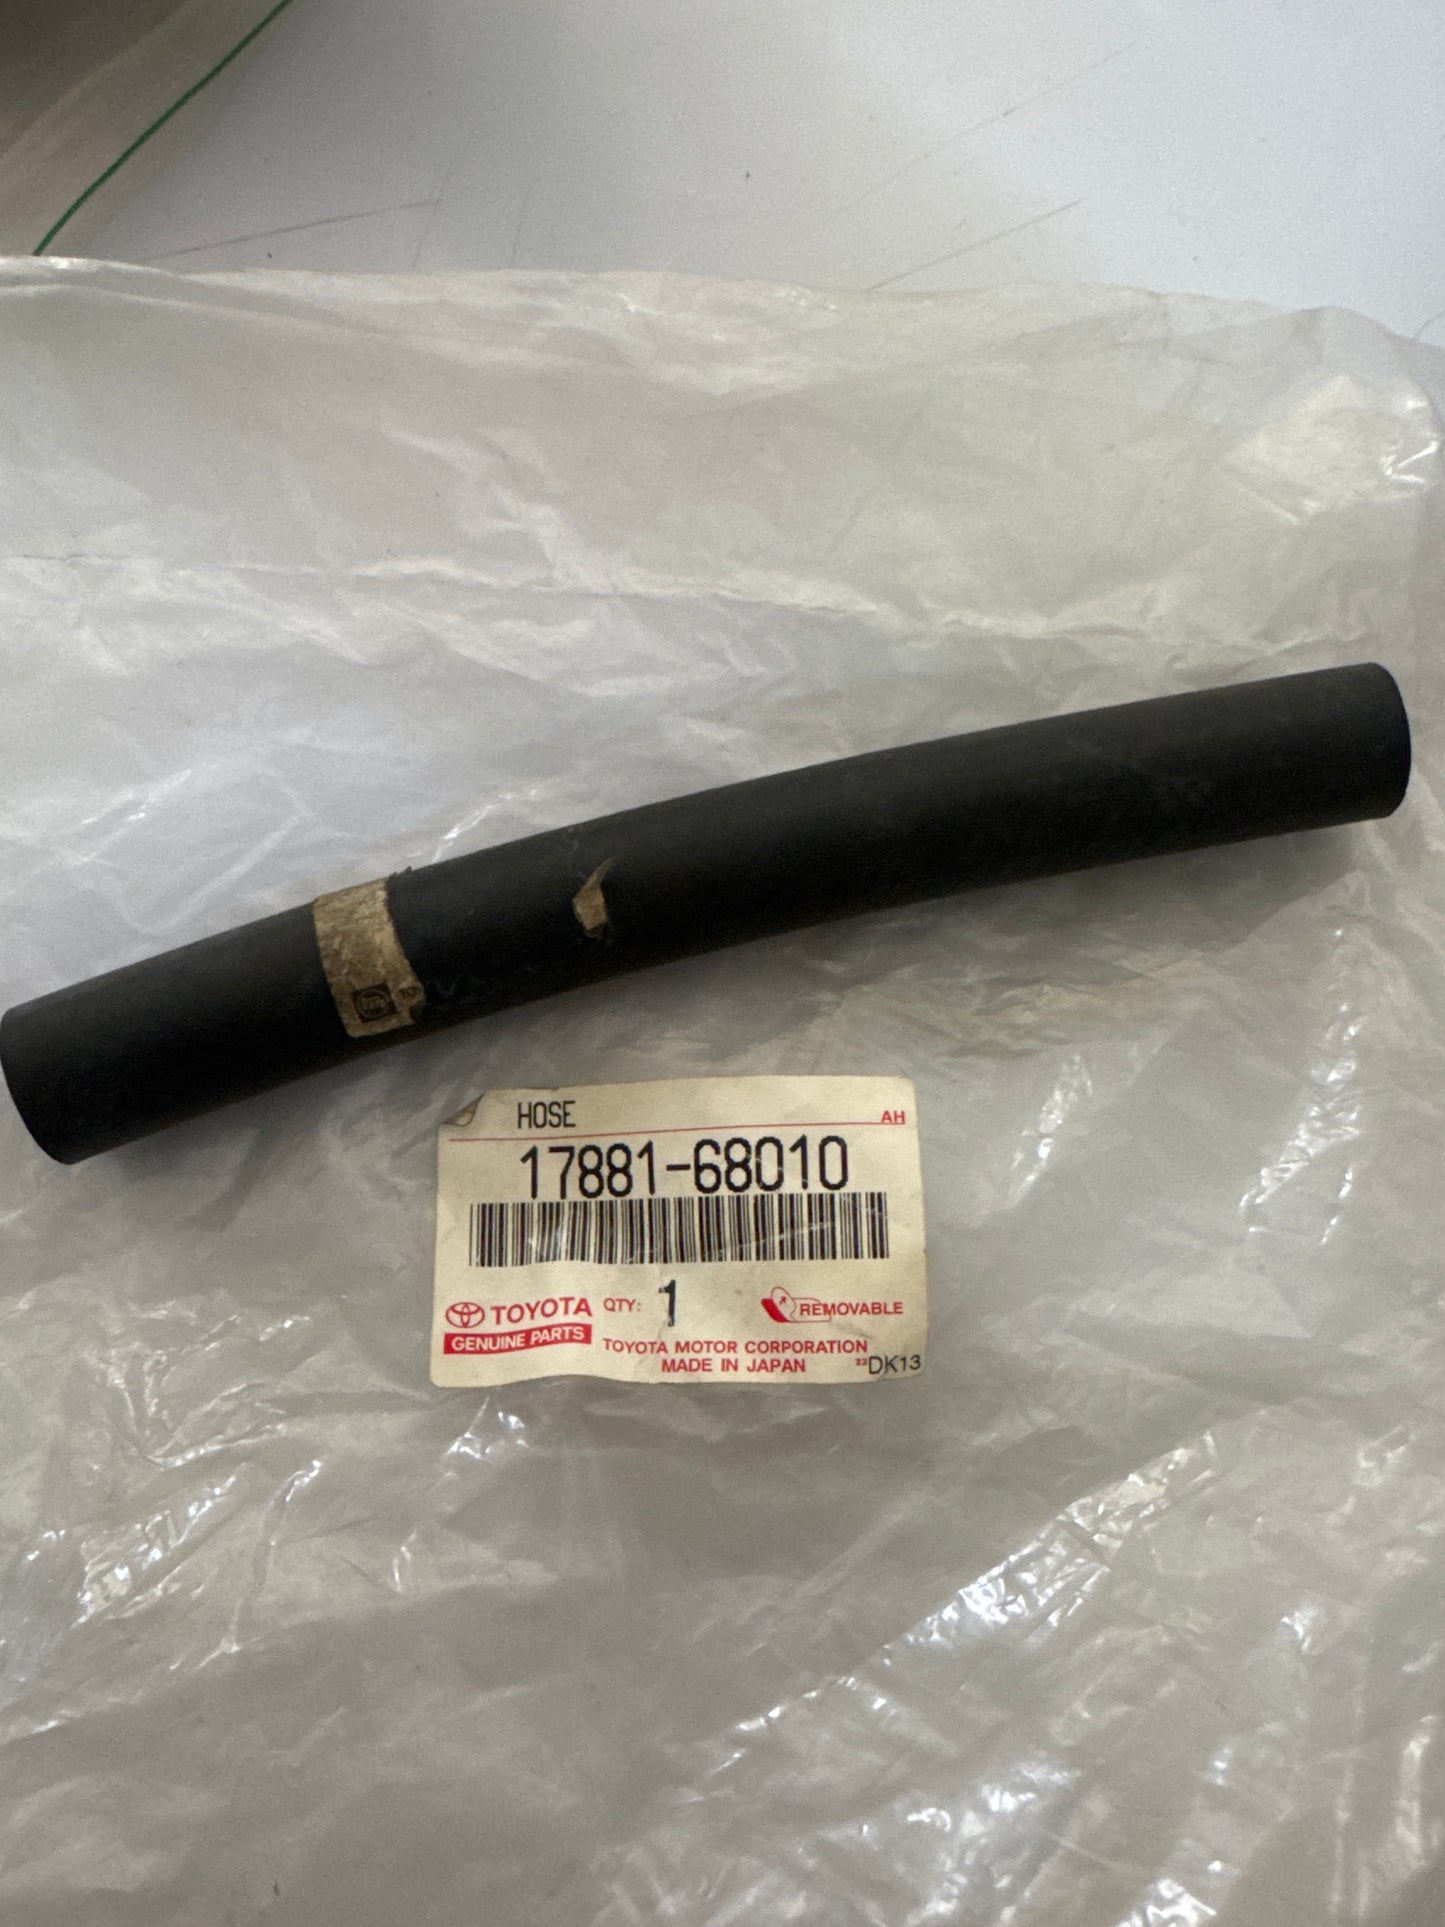 HOSE
AH
17881-68010
TOYOTA QTY: 1 REMOVABLE
GENUINE PARTS
TOYOTA MOTOR CORPORATION
MADE IN JAPAN DK13